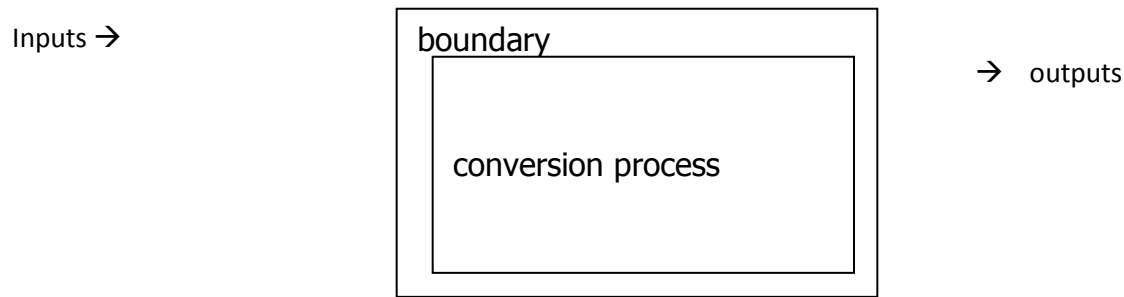 Inputs →
boundary
→ outputs
conversion process